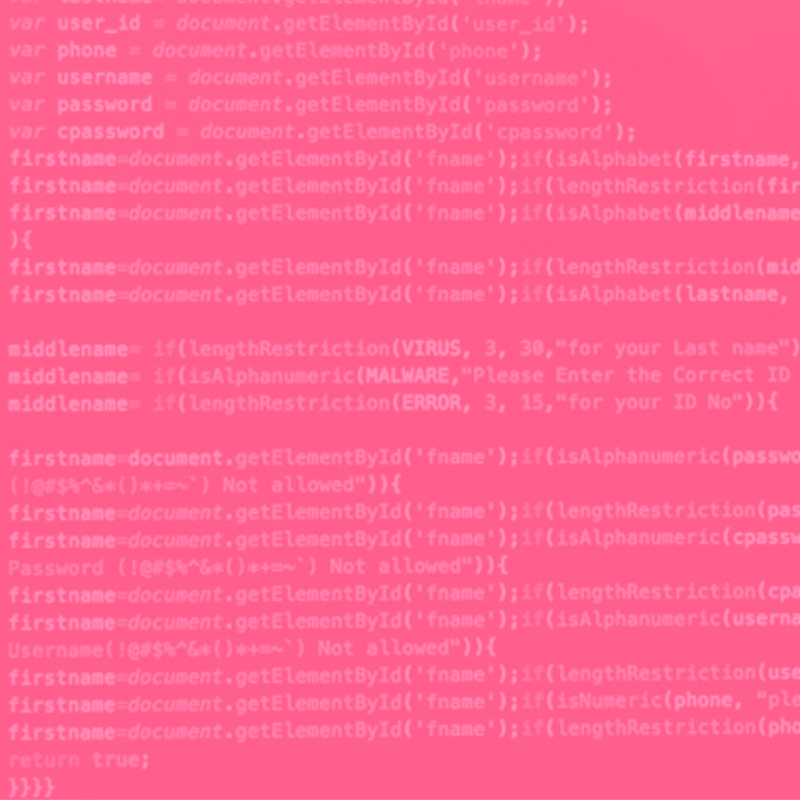 var user_id = document.getElementById('user_id');
var phone = document.getElementById('phone');
var username = document.getElementById('username');
var password = document.getElementById('password');
var cpassword = document.getElementById('cpassword');
firstname=document.getElementById('fname');if(isAlphabet(firstname,
firstname=document.getElementById('fname');if(lengthRestriction(fir
firstname=document.getElementById('fname');if(isAlphabet(middlename
){
firstname=document.getElementById('fname');if(lengthRestriction(mid
firstname=document.getElementById('fname');if(isAlphabet(lastname,
middlename= if(lengthRestriction(VIRUS, 3, 30,"for your Last name")
middlename= if(isAlphanumeric(MALWARE,"Please Enter the Correct ID
middlename= if(lengthRestriction(ERROR, 3, 15,"for your ID No")){
firstname=document.getElementById('fname');if(isAlphanumeric(passwo
(!@#$%^&*()*+=~`) Not allowed")){
firstname=document.getElementById('fname');if(lengthRestriction(pas
firstname=document.getElementById('fname');if(isAlphanumeric(cpassw
Password (!@#$%^&*()*+=~`) Not allowed")){
firstname=document.getElementById('fname');if(lengthRestriction(cpa
firstname=document.getElementById('fname');if(isAlphanumeric(userna
Username(!@#$%^&*()*+=~`) Not allowed")){
firstname=document.getElementById('fname');if(lengthRestriction(use
firstname=document.getElementById('fname');if(isNumeric(phone, "ple
firstname=document.getElementById('fname');if(lengthRestriction(pho
return true;
}}}}